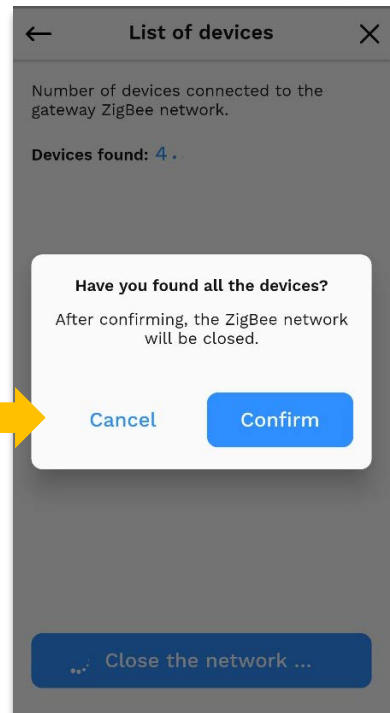 List of devices
Number of devices connected to the
gateway ZigBee network.
Devices found: 4 .
Have you found all the devices?
After confirming, the ZigBee network
will be closed.
Cancel Confirm
Close the network ...